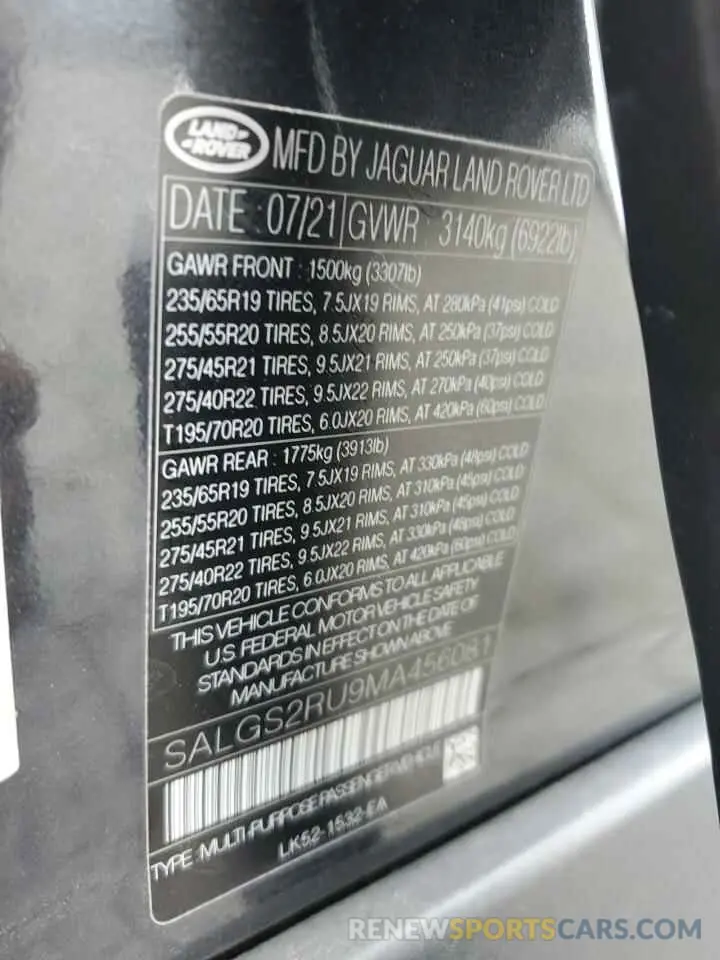 LAND-
-ROVER
MFD BY JAGUAR LAND ROVER LTD
DATE 07/21 GVWR : 3140kg (6922lb)
GAWR FRONT : 1500kg (3307lb)
235/65R19 TIRES, 7.5JX19 RIMS, AT 280kPa (41psi) COLD
255/55R20 TIRES, 8.5JX20 RIMS, AT 250kPa (37psi) COLD
275/45R21 TIRES, 9.5JX21 RIMS, AT 250kPa (37psi) COLD
275/40R22 TIRES, 9.5JX22 RIMS, AT 270kPa (40psi) COLD
T195/70R20 TIRES, 6.0JX20 RIMS, AT 420kPa (60psi) COLD
GAWR REAR : 1775kg (3913lb)
235/65R19 TIRES, 7.5JX19 RIMS, AT 330kPa (48psi) COLD
255/55R20 TIRES, 8.5JX20 RIMS, AT 310kPa (45psi) COLD
275/45R21 TIRES, 9.5JX21 RIMS, AT 310kPa (45psi) COLD
275/40R22 TIRES, 9.5JX22 RIMS, AT 330kPa (48psi) COLD
T195/70R20 TIRES, 6.0JX20 RIMS, AT 420kPa (60psi) COLD
THIS VEHICLE CONFORMS TO ALL APPLICABLE
U.S. FEDERAL MOTOR VEHICLE SAFETY
STANDARDS IN EFFECT ON THE DATE OF
MANUFACTURE SHOWN ABOVE
SALGS2RU9MA456081
TYPE: MULTI-PURPOSE PASSENGER VEHICLE
LK52-1532-EA
RENEWSPORTSCARS.COM